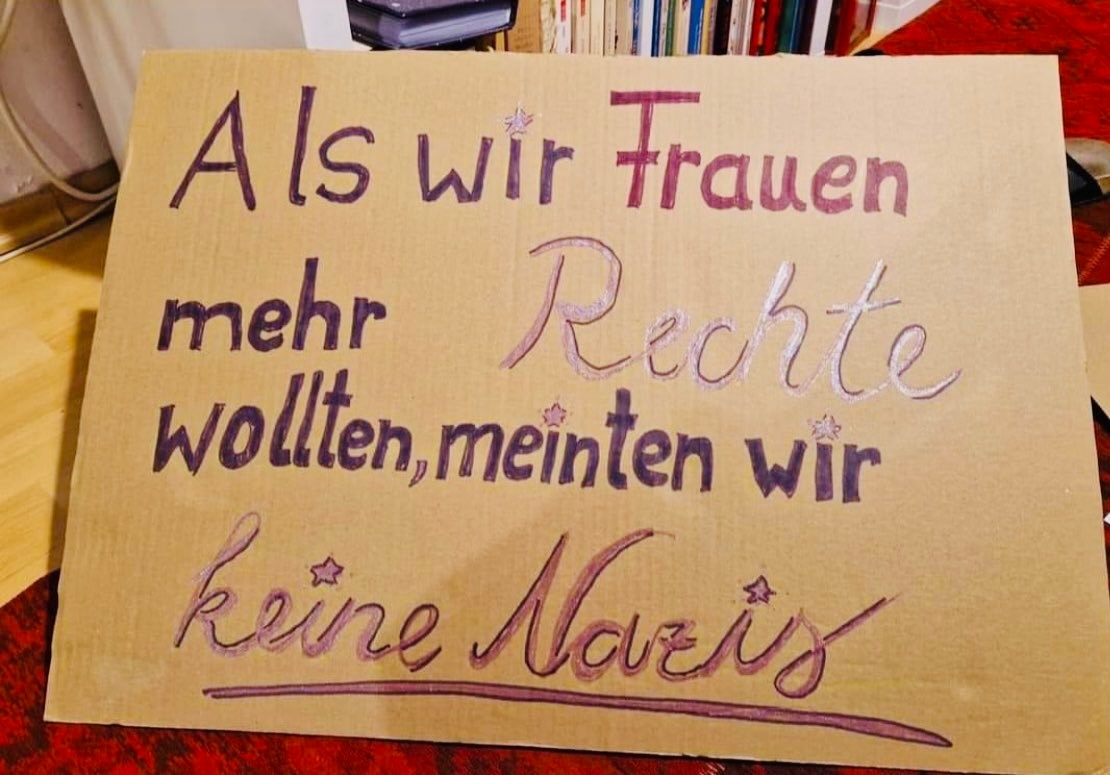 Als wir Frauen
mehr Rechte
wollten, meinten wir
keine Nazis